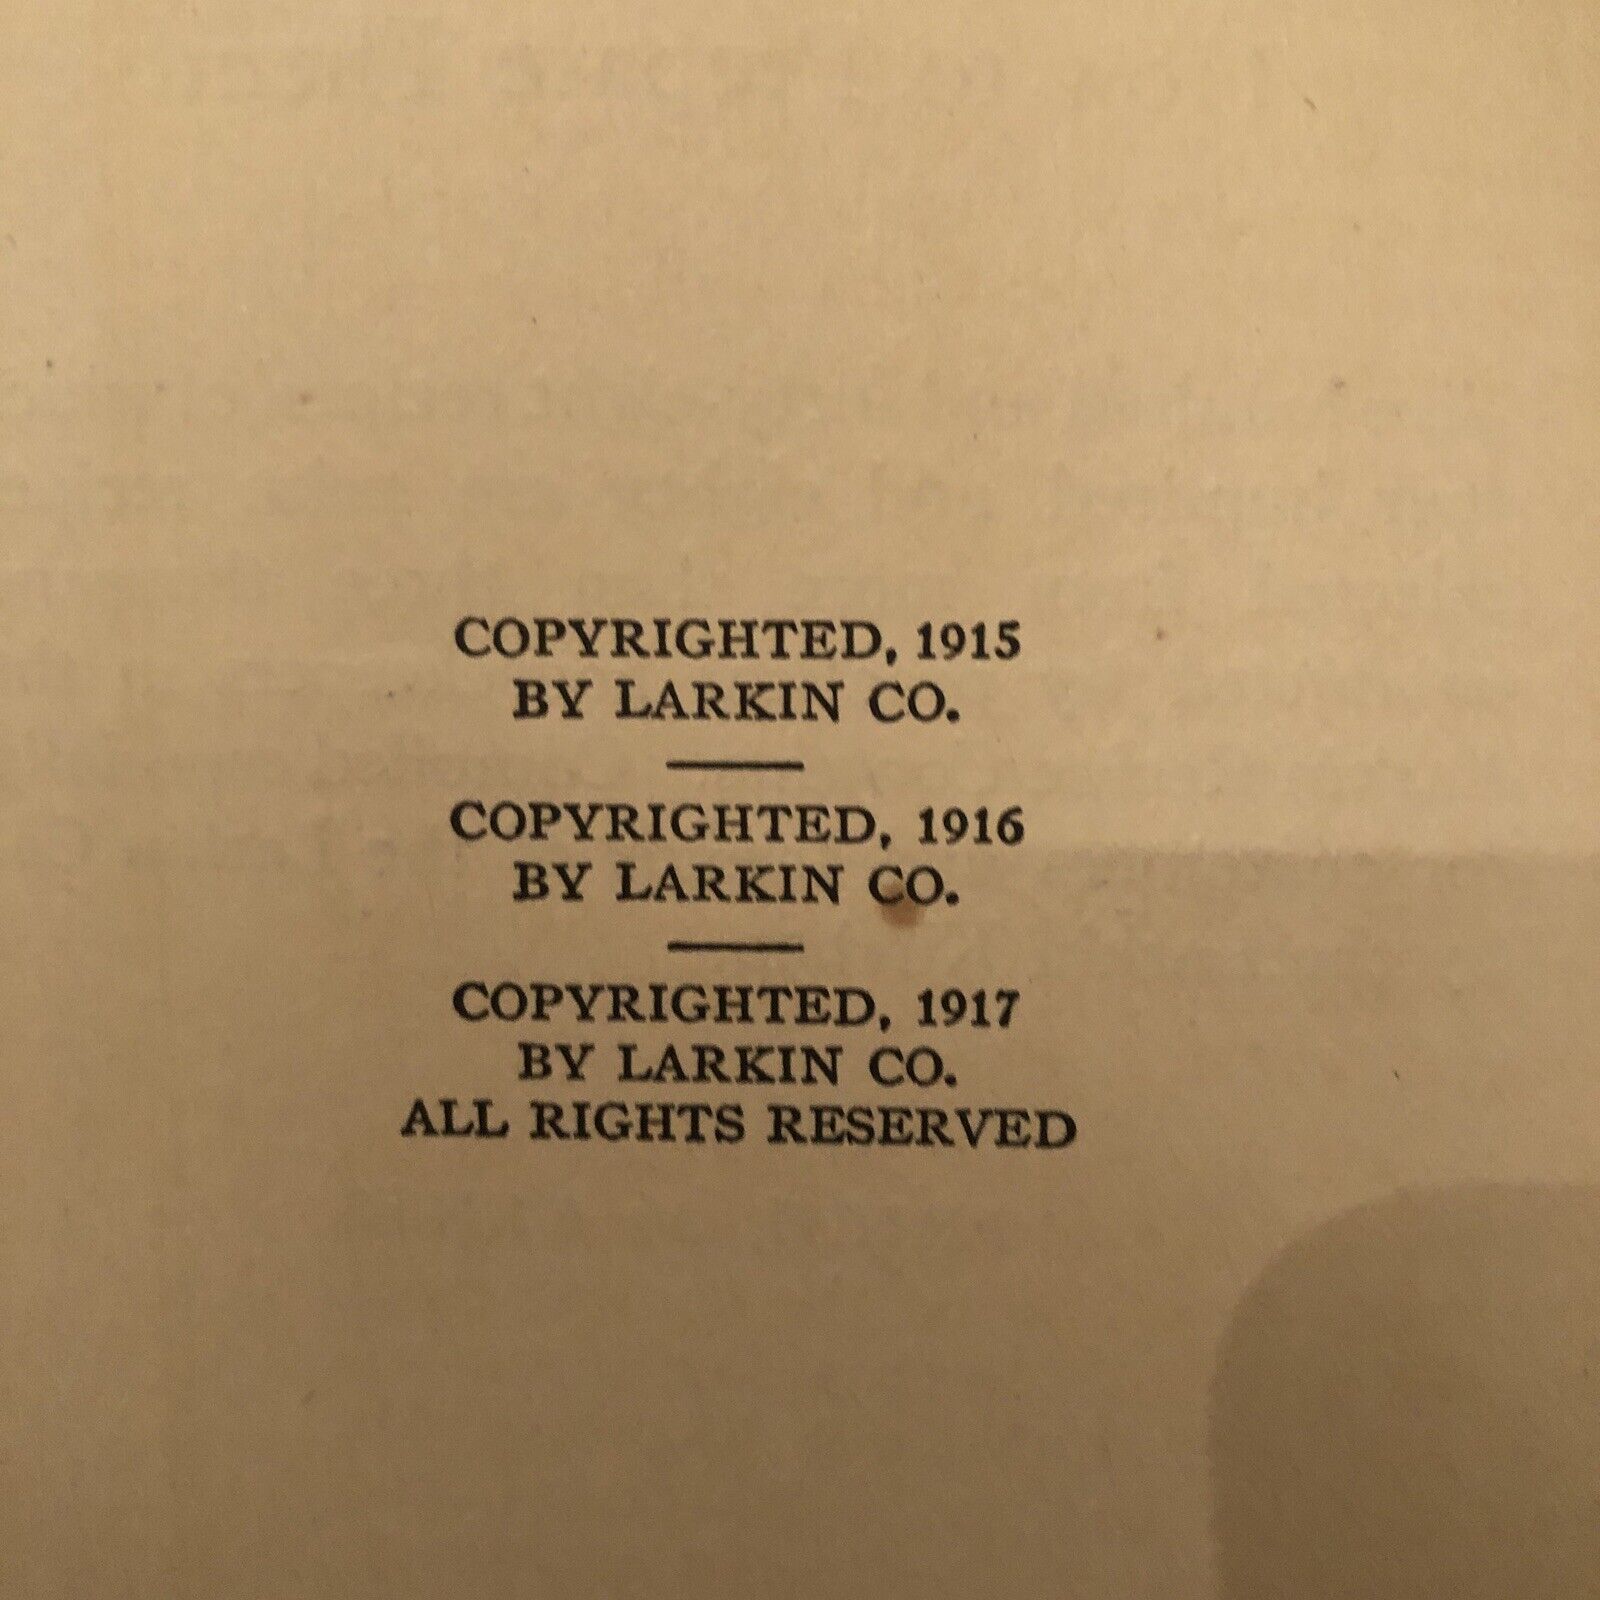 COPYRIGHTED, 1915
BY LARKIN CO.
COPYRIGHTED, 1916
BY LARKIN CO.
COPYRIGHTED, 1917
BY LARKIN CO.
ALL RIGHTS RESERVED